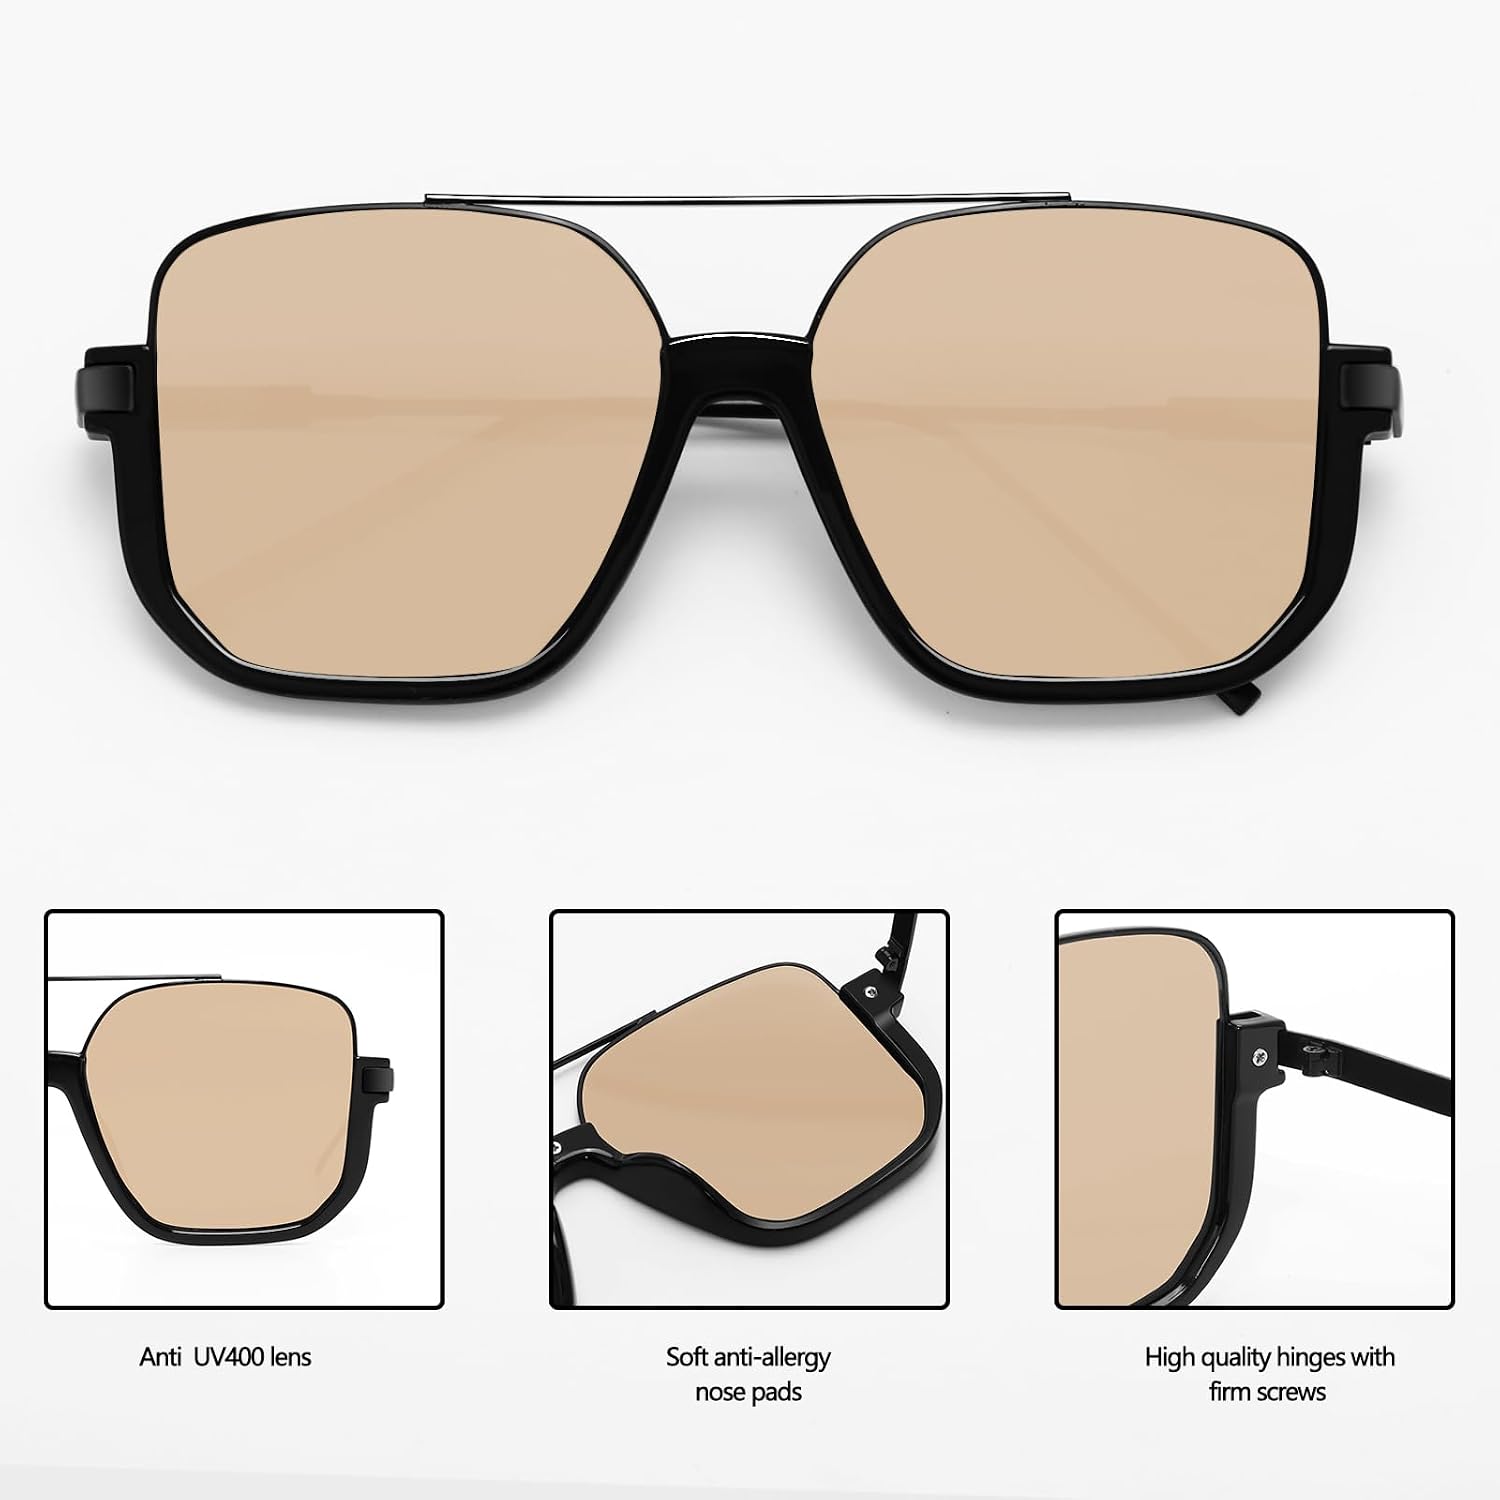 Anti UV400 lens
Soft anti-allergy
nose pads
High quality hinges with
firm screws